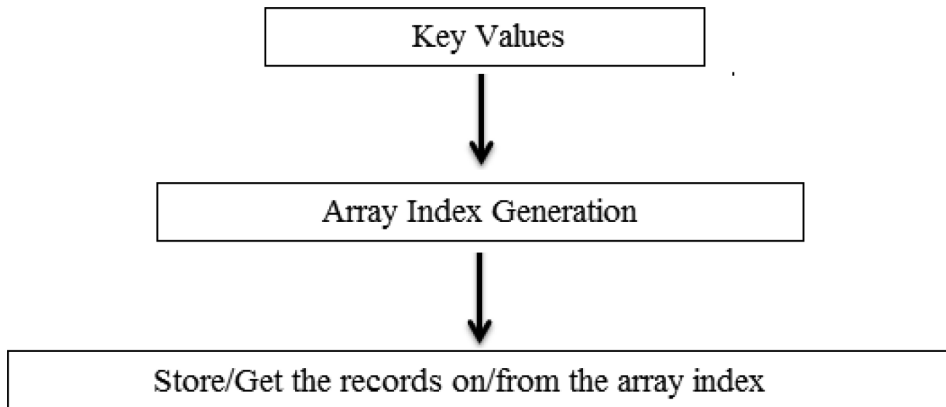 Key Values
Array Index Generation
Store/Get the records on/from the array index